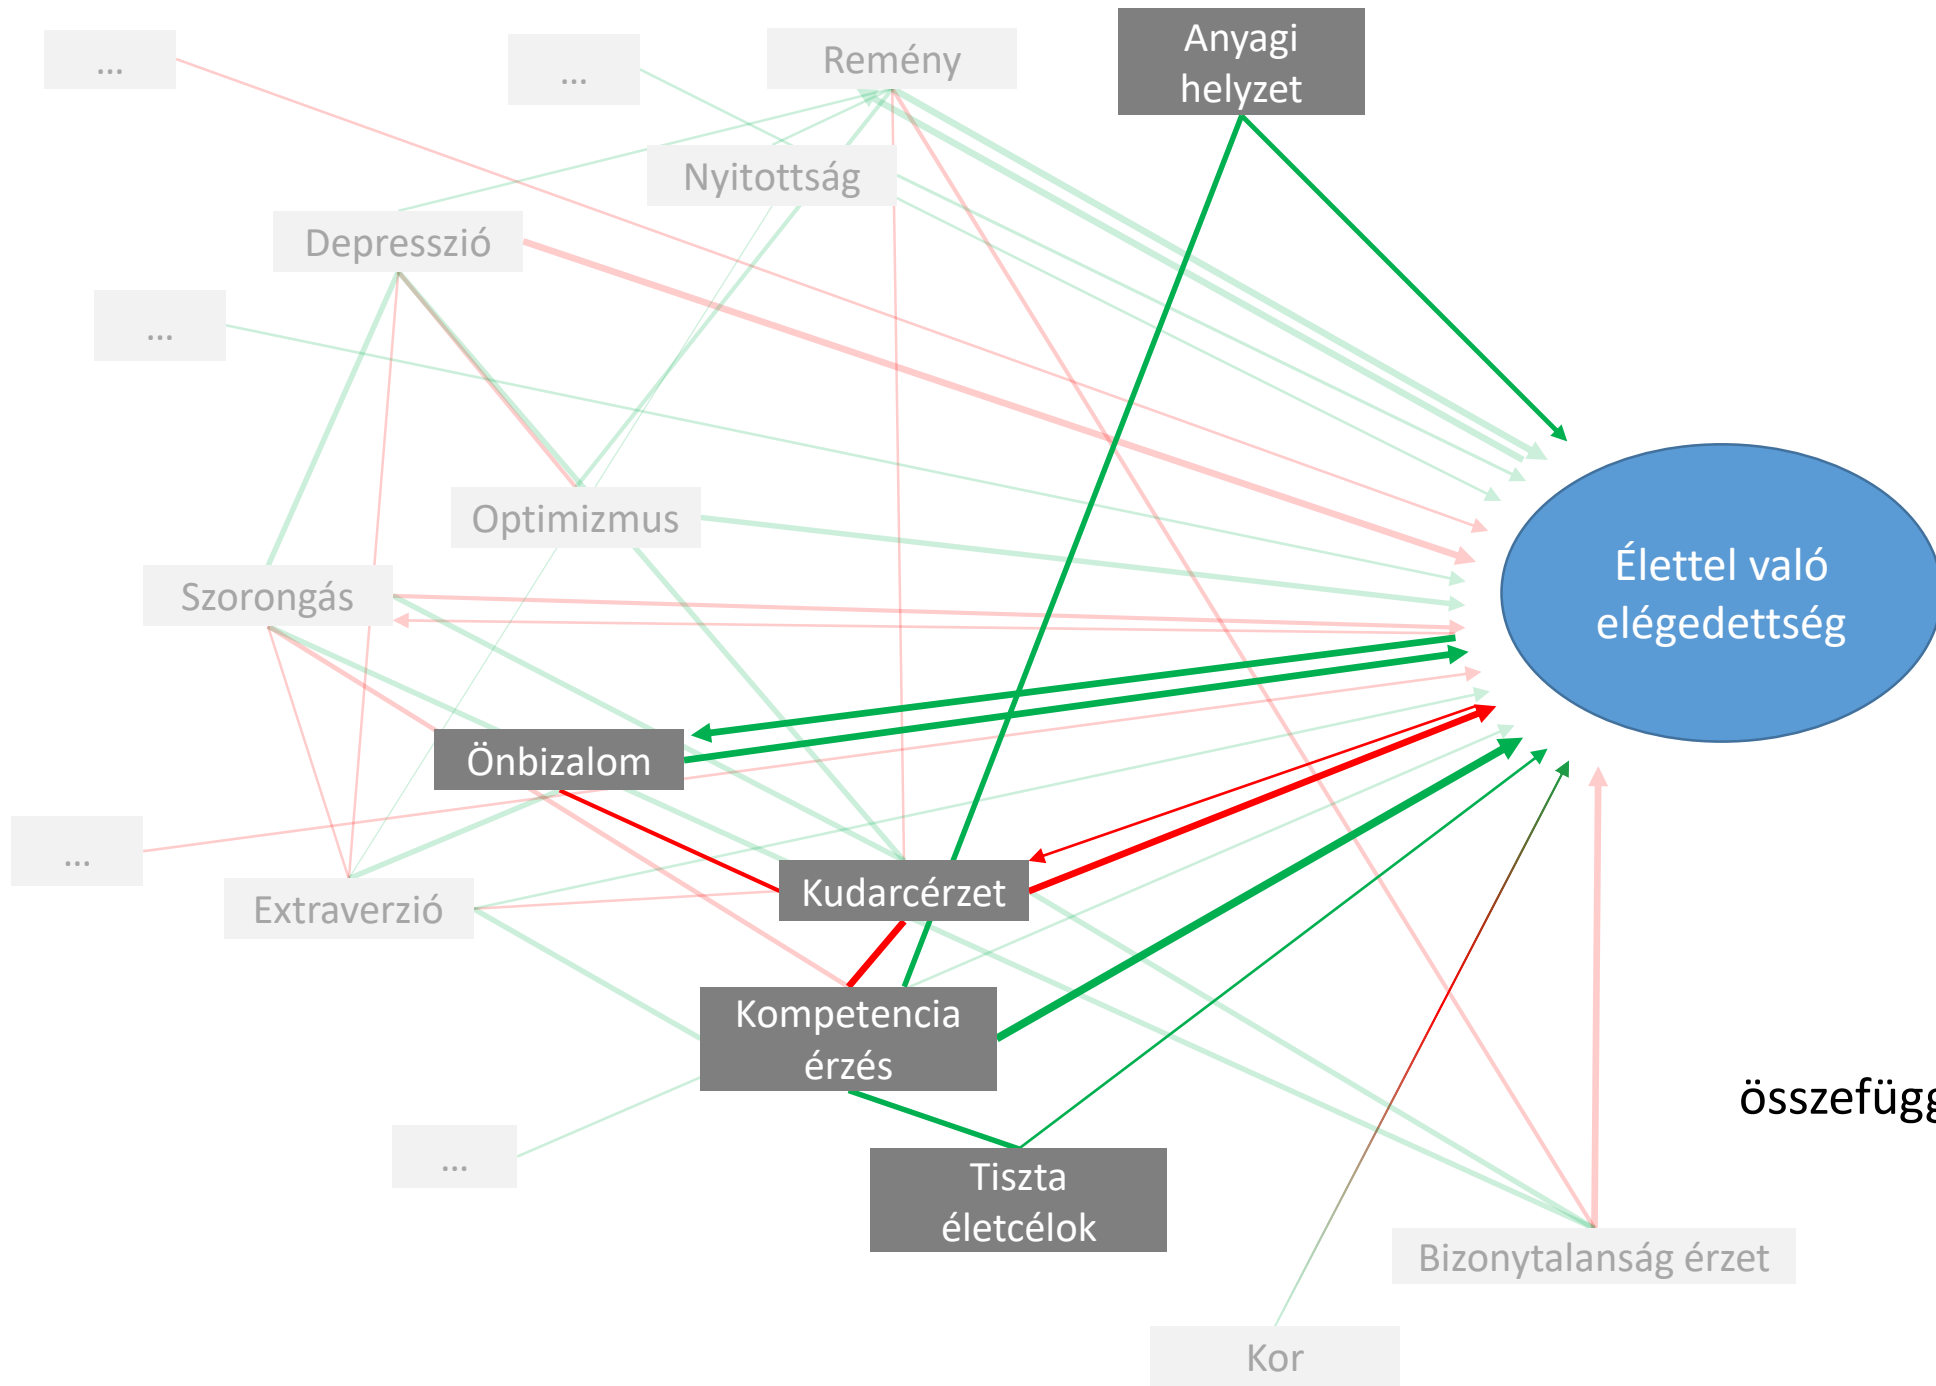 ...
...
Remény
Anyagi
helyzet
Nyitottság
Depresszió
...
Optimizmus
Élettel való
elégedettség
Szorongás
Önbizalom
...
Kudarcérzet
Extraverzió
Kompetencia
érzés
összefügg
...
Tiszta
életcélok
Bizonytalanság érzet
Kor